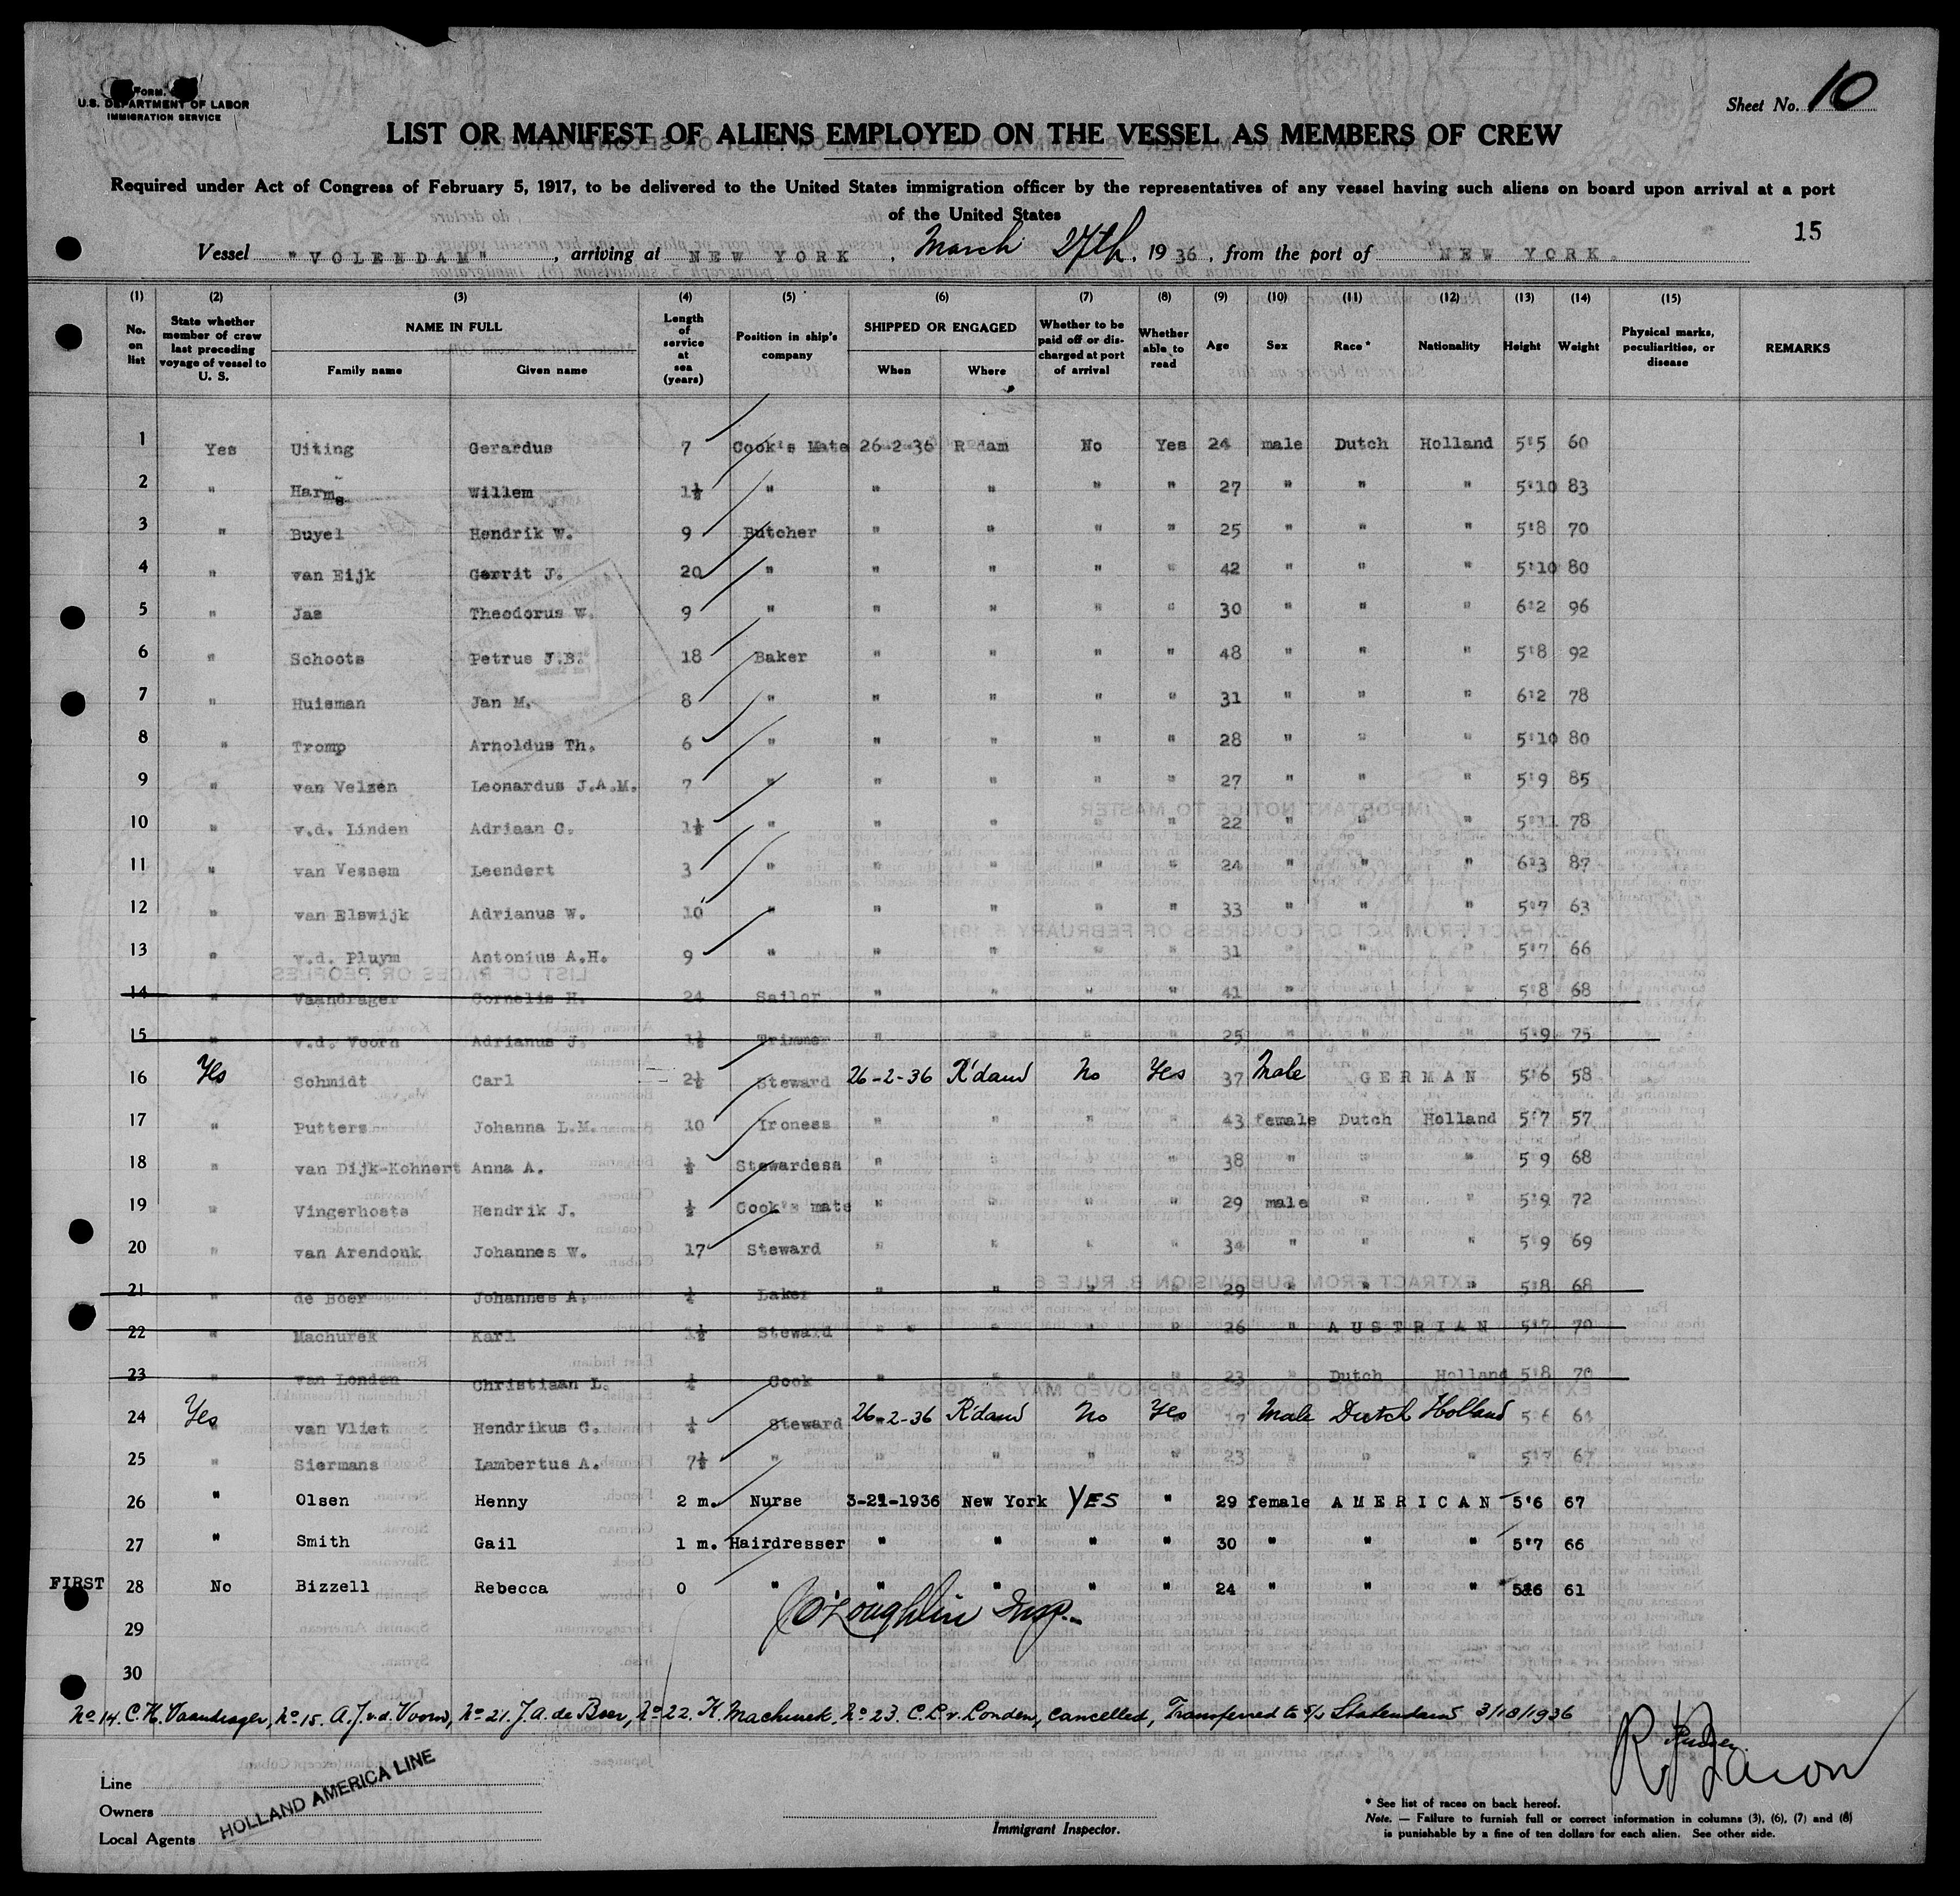 FORM.
U.S. DEPARTMENT OF LABOR
IMMIGRATION SERVICE
Sheet No. 10
LIST OR MANIFEST OF ALIENS EMPLOYED ON THE VESSEL AS MEMBERS OF CREW
Required under Act of Congress of February 5, 1917, to be delivered to the United States immigration officer by the representatives of any vessel having such aliens on board upon arrival at a port
of the United States
15
Vessel "VOLENDAM", arriving at NEW YORK, March 27th, 1936, from the port of NEW YORK.
(1) (2) (3) (4) (5) (6) (7) (8) (9) (10) (11) (12) (13) (14) (15)
No. on list | State whether member of crew last preceding voyage of vessel to U. S. | NAME IN FULL Family name Given name | Length of service at sea (years) | Position in ship's company | SHIPPED OR ENGAGED When Where | Whether to be paid off or discharged at port of arrival | Whether able to read | Age | Sex | Race* | Nationality | Height | Weight | Physical marks, peculiarities, or disease | REMARKS
1 Yes Uiting Gerardus 7 Cook's Mate 26-2-36 R'dam No Yes 24 male Dutch Holland 5:5 60
2 " Harms Willem 1½ " " " " " 27 " " " 5:10 83
3 " Buyel Hendrik W. 9 Butcher " " " " 25 " " " 5:8 70
4 " van Eijk Gerrit J. 20 " " " " " 42 " " " 5:10 80
5 " Jas Theodorus W. 9 " " " " " 30 " " " 6:2 96
6 " Schoots Petrus J.B. 18 Baker " " " " 48 " " " 5:8 92
7 " Huisman Jan M. 8 " " " " " 31 " " " 6:2 78
8 " Tromp Arnoldus Th. 6 " " " " " 28 " " " 5:10 80
9 " van Velzen Leonardus J.A.M. 7 " " " " " 27 " " " 5:9 85
10 " v.d. Linden Adriaan C. 1½ " " " " " 22 " " " 5:11 78
11 " van Vessem Leendert 3 " " " " " 24 " " " 6:3 87
12 " van Elswijk Adrianus W. 10 " " " " " 33 " " " 5:7 63
13 " v.d. Pluym Antonius A.H. 9 " " " " " 31 " " " 5:7 66
14 " Vaandrager Cornelis H. 24 Sailor " " " " 41 " " " 5:8 68
15 " v.d. Voorn Adrianus J. 1½ Trimmer " " " " 25 " " " 5:9 75
16 Yes Schmidt Carl 2½ Steward 26-2-36 R'dam No Yes 37 Male GERMAN 5:6 58
17 " Putters Johanna L.M. 10 Ironess " " " " 43 female Dutch Holland 5:7 57
18 " van Dijk-Kohnert Anna A. ½ Stewardess " " " " 38 " " " 5 9 68
19 " Vingerhoets Hendrik J. ½ Cook's mate " " " " 29 male " " 5:9 72
20 " van Arendonk Johannes W. 17 Steward " " " " 34 " " " 5 9 69
21 " de Boer Johannes A. ½ Laker " " " " 29 " " " 5:8 68
22 " Machurek Karl Steward " " " " 26 " AUSTRIAN 5:7 70
23 " van Londen Christiaan L. ½ Cook " " " " 23 " Dutch Holland 5:8 70
24 Yes van Vliet Hendrikus C. ½ Steward 26-2-36 R'dam No Yes 17 Male Dutch Holland 5:6 61
25 " Siermans Lambertus A. 7½ " " " " " 23 " " " 5:7 67
26 " Olsen Henny 2 m. Nurse 3-21-1936 New York YES " 29 female AMERICAN 5'6 67
27 " Smith Gail 1 m. Hairdresser " " " " 30 " " " 5'7 66
FIRST 28 No Bizzell Rebecca 0 " " " " " 24 " " " 5'6 61
O'Loughlin Insp.
29
30
No 14. C.H. Vaandrager, No 15. A.J. v.d. Voorn, No 21. J.A. de Boer, No 22. K. Machurek, No 23. C.L. v. Londen, cancelled, Transferred to s/s Statendam 3/18/1936
Line
Owners
Local Agents
HOLLAND AMERICA LINE
Immigrant Inspector.
* See list of races on back hereof.
Note. — Failure to furnish full or correct information in columns (3), (6), (7) and (8)
is punishable by a fine of ten dollars for each alien. See other side.